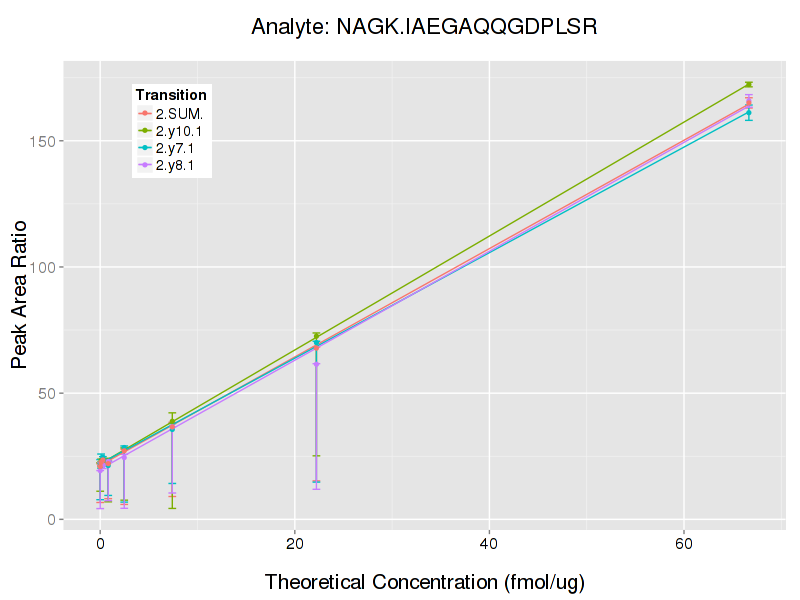 Analyte: NAGK.IAEGAQQGDPLSR
Transition
2.SUM.
2.y10.1
2.y7.1
2.y8.1
150
100
50
0
Peak Area Ratio
0 20 40 60
Theoretical Concentration (fmol/ug)